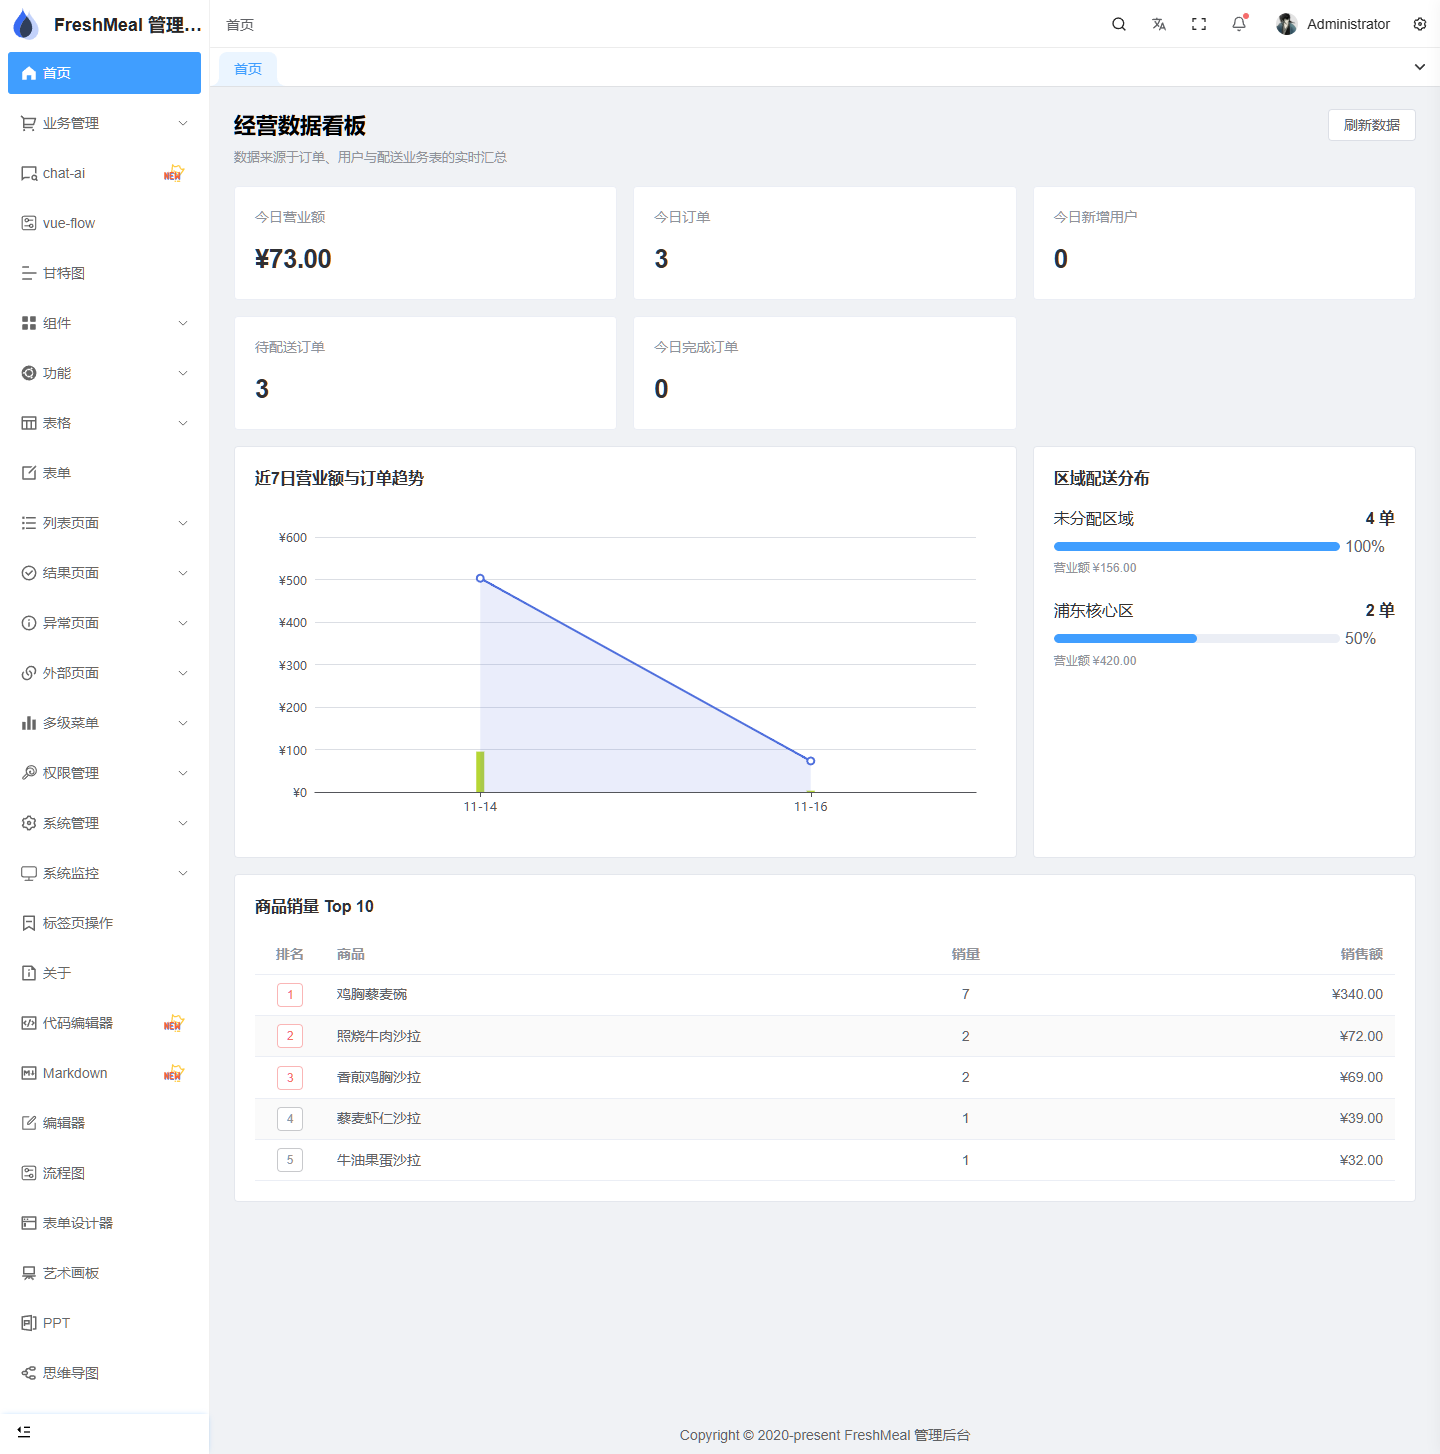 FreshMeal 管理...
首页
Administrator
首页
业务管理
chat-ai
NEW
vue-flow
甘特图
组件
功能
表格
表单
列表页面
结果页面
异常页面
外部页面
多级菜单
权限管理
系统管理
系统监控
标签页操作
关于
代码编辑器
NEW
Markdown
NEW
编辑器
流程图
表单设计器
艺术画板
PPT
思维导图
首页
经营数据看板
刷新数据
数据来源于订单、用户与配送业务表的实时汇总
今日营业额
¥73.00
今日订单
3
今日新增用户
0
待配送订单
3
今日完成订单
0
近7日营业额与订单趋势
¥600
¥500
¥400
¥300
¥200
¥100
¥0
11-14
11-16
区域配送分布
未分配区域 4 单
100%
营业额 ¥156.00
浦东核心区 2 单
50%
营业额 ¥420.00
商品销量 Top 10
排名 商品 销量 销售额
1 鸡胸藜麦碗 7 ¥340.00
2 照烧牛肉沙拉 2 ¥72.00
3 香煎鸡胸沙拉 2 ¥69.00
4 藜麦虾仁沙拉 1 ¥39.00
5 牛油果蛋沙拉 1 ¥32.00
Copyright © 2020-present FreshMeal 管理后台